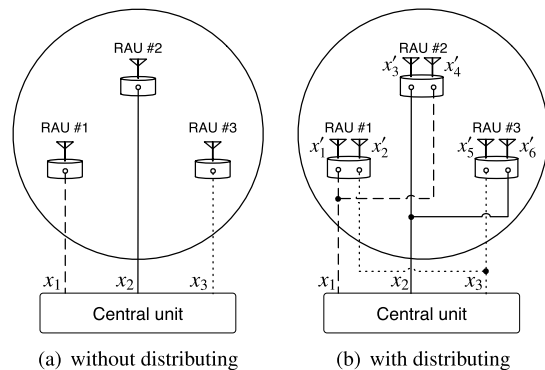 RAU #2
RAU #1
RAU #3
x₁
x₂
x₃
Central unit
(a) without distributing
RAU #2
x′₃
x′₄
RAU #1
RAU #3
x′₁
x′₂
x′₅
x′₆
x₁
x₂
x₃
Central unit
(b) with distributing